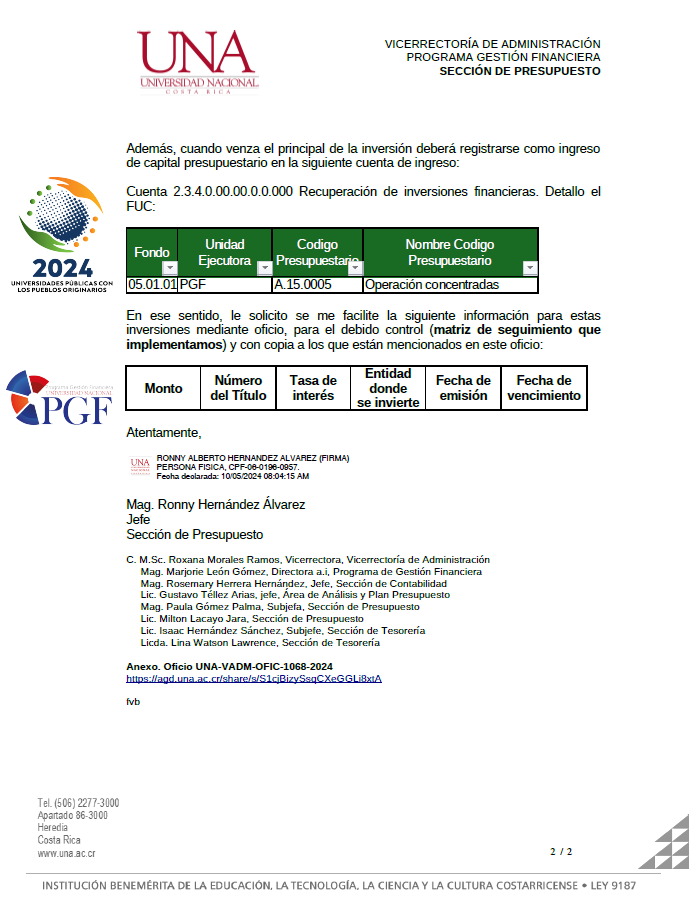 UNA
UNIVERSIDAD NACIONAL
COSTA RICA
VICERRECTORÍA DE ADMINISTRACIÓN
PROGRAMA GESTIÓN FINANCIERA
SECCIÓN DE PRESUPUESTO
Además, cuando venza el principal de la inversión deberá registrarse como ingreso
de capital presupuestario en la siguiente cuenta de ingreso:
Cuenta 2.3.4.0.00.00.0.0.000 Recuperación de inversiones financieras. Detallo el
FUC:
2024
UNIVERSIDADES PÚBLICAS CON
LOS PUEBLOS ORIGINARIOS
Fondo Unidad Ejecutora Codigo Presupuestario Nombre Codigo Presupuestario
05.01.01 PGF A.15.0005 Operación concentradas
En ese sentido, le solicito se me facilite la siguiente información para estas
inversiones mediante oficio, para el debido control (matriz de seguimiento que
implementamos) y con copia a los que están mencionados en este oficio:
Programa Gestión Financiera
UNIVERSIDAD NACIONAL
PGF
Monto Número del Título Tasa de interés Entidad donde se invierte Fecha de emisión Fecha de vencimiento
Atentamente,
UNA
RONNY ALBERTO HERNANDEZ ALVAREZ (FIRMA)
PERSONA FISICA, CPF-06-0196-0957.
Fecha declarada: 10/05/2024 08:04:15 AM
Mag. Ronny Hernández Álvarez
Jefe
Sección de Presupuesto
C. M.Sc. Roxana Morales Ramos, Vicerrectora, Vicerrectoría de Administración
Mag. Marjorie León Gómez, Directora a.i, Programa de Gestión Financiera
Mag. Rosemary Herrera Hernández, Jefe, Sección de Contabilidad
Lic. Gustavo Téllez Arias, jefe, Área de Análisis y Plan Presupuesto
Mag. Paula Gómez Palma, Subjefa, Sección de Presupuesto
Lic. Milton Lacayo Jara, Sección de Presupuesto
Lic. Isaac Hernández Sánchez, Subjefe, Sección de Tesorería
Licda. Lina Watson Lawrence, Sección de Tesorería
Anexo. Oficio UNA-VADM-OFIC-1068-2024
https://agd.una.ac.cr/share/s/S1cjBizySsqCXeGGLi8xtA
fvb
Tel. (506) 2277-3000
Apartado 86-3000
Heredia
Costa Rica
www.una.ac.cr
2 / 2
INSTITUCIÓN BENEMÉRITA DE LA EDUCACIÓN, LA TECNOLOGÍA, LA CIENCIA Y LA CULTURA COSTARRICENSE • LEY 9187